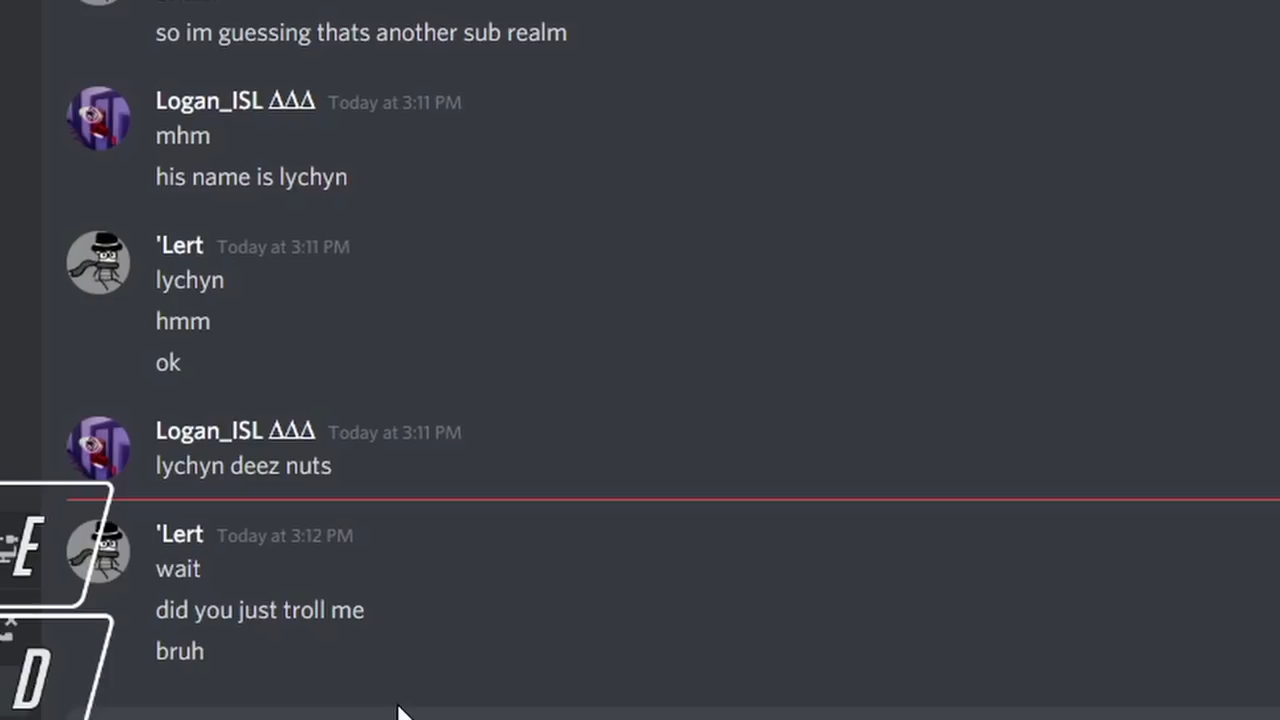 so im guessing thats another sub realm
Logan_ISL ΔΔΔ Today at 3:11 PM
mhm
his name is lychyn
'Lert Today at 3:11 PM
lychyn
hmm
ok
Logan_ISL ΔΔΔ Today at 3:11 PM
lychyn deez nuts
'Lert Today at 3:12 PM
wait
did you just troll me
bruh
E
D